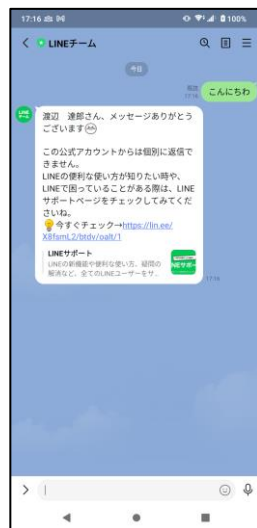 17:16
100%
LINEチーム
今日
既読
17:16
こんにちわ
渡辺　達郎さん、メッセージありがとう
ございます
この公式アカウントからは個別に返信で
きません。
LINEの便利な使い方が知りたい時や、
LINEで困っていることがある際は、LINE
サポートページをチェックしてみてくだ
さいね。
💡今すぐチェック→https://lin.ee/
X8fsmL2/btdv/oalt/1
LINEサポート
LINEの新機能や便利な使い方、疑問の
解消など、全てのLINEユーザーをサ...
17:16